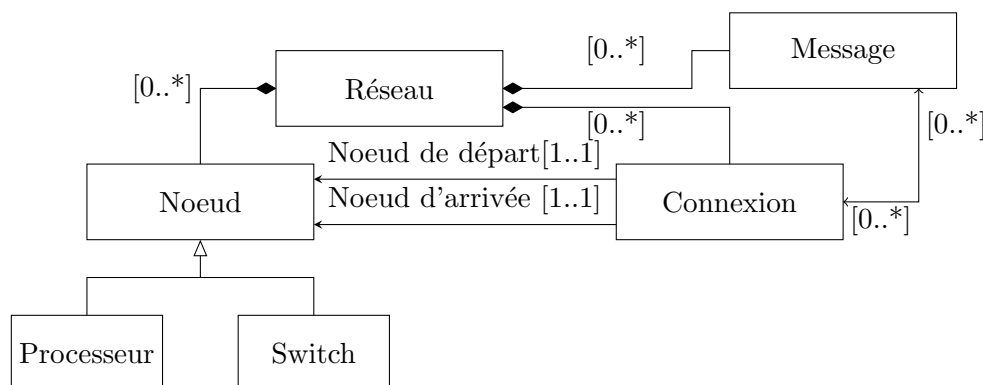 Message
[0..*]
Réseau
[0..*]
[0..*]
[0..*]
Noeud de départ[1..1]
Noeud d'arrivée [1..1]
Noeud
Connexion
[0..*]
Processeur
Switch